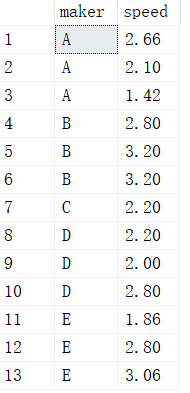 maker speed
1 A 2.66
2 A 2.10
3 A 1.42
4 B 2.80
5 B 3.20
6 B 3.20
7 C 2.20
8 D 2.20
9 D 2.00
10 D 2.80
11 E 1.86
12 E 2.80
13 E 3.06